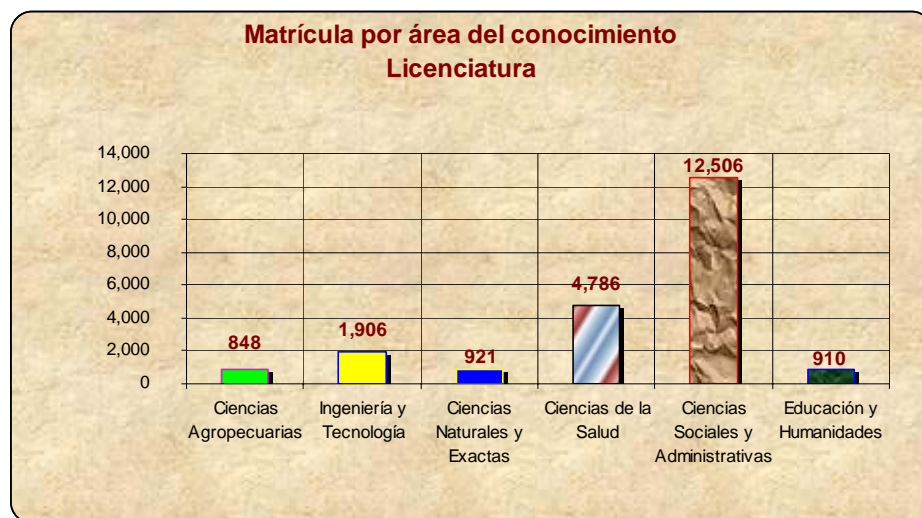 Matrícula por área del conocimiento
Licenciatura
14,000
12,000
10,000
8,000
6,000
4,000
2,000
0
848
1,906
921
4,786
12,506
910
Ciencias
Agropecuarias
Ingeniería y
Tecnología
Ciencias
Naturales y
Exactas
Ciencias de la
Salud
Ciencias
Sociales y
Administrativas
Educación y
Humanidades